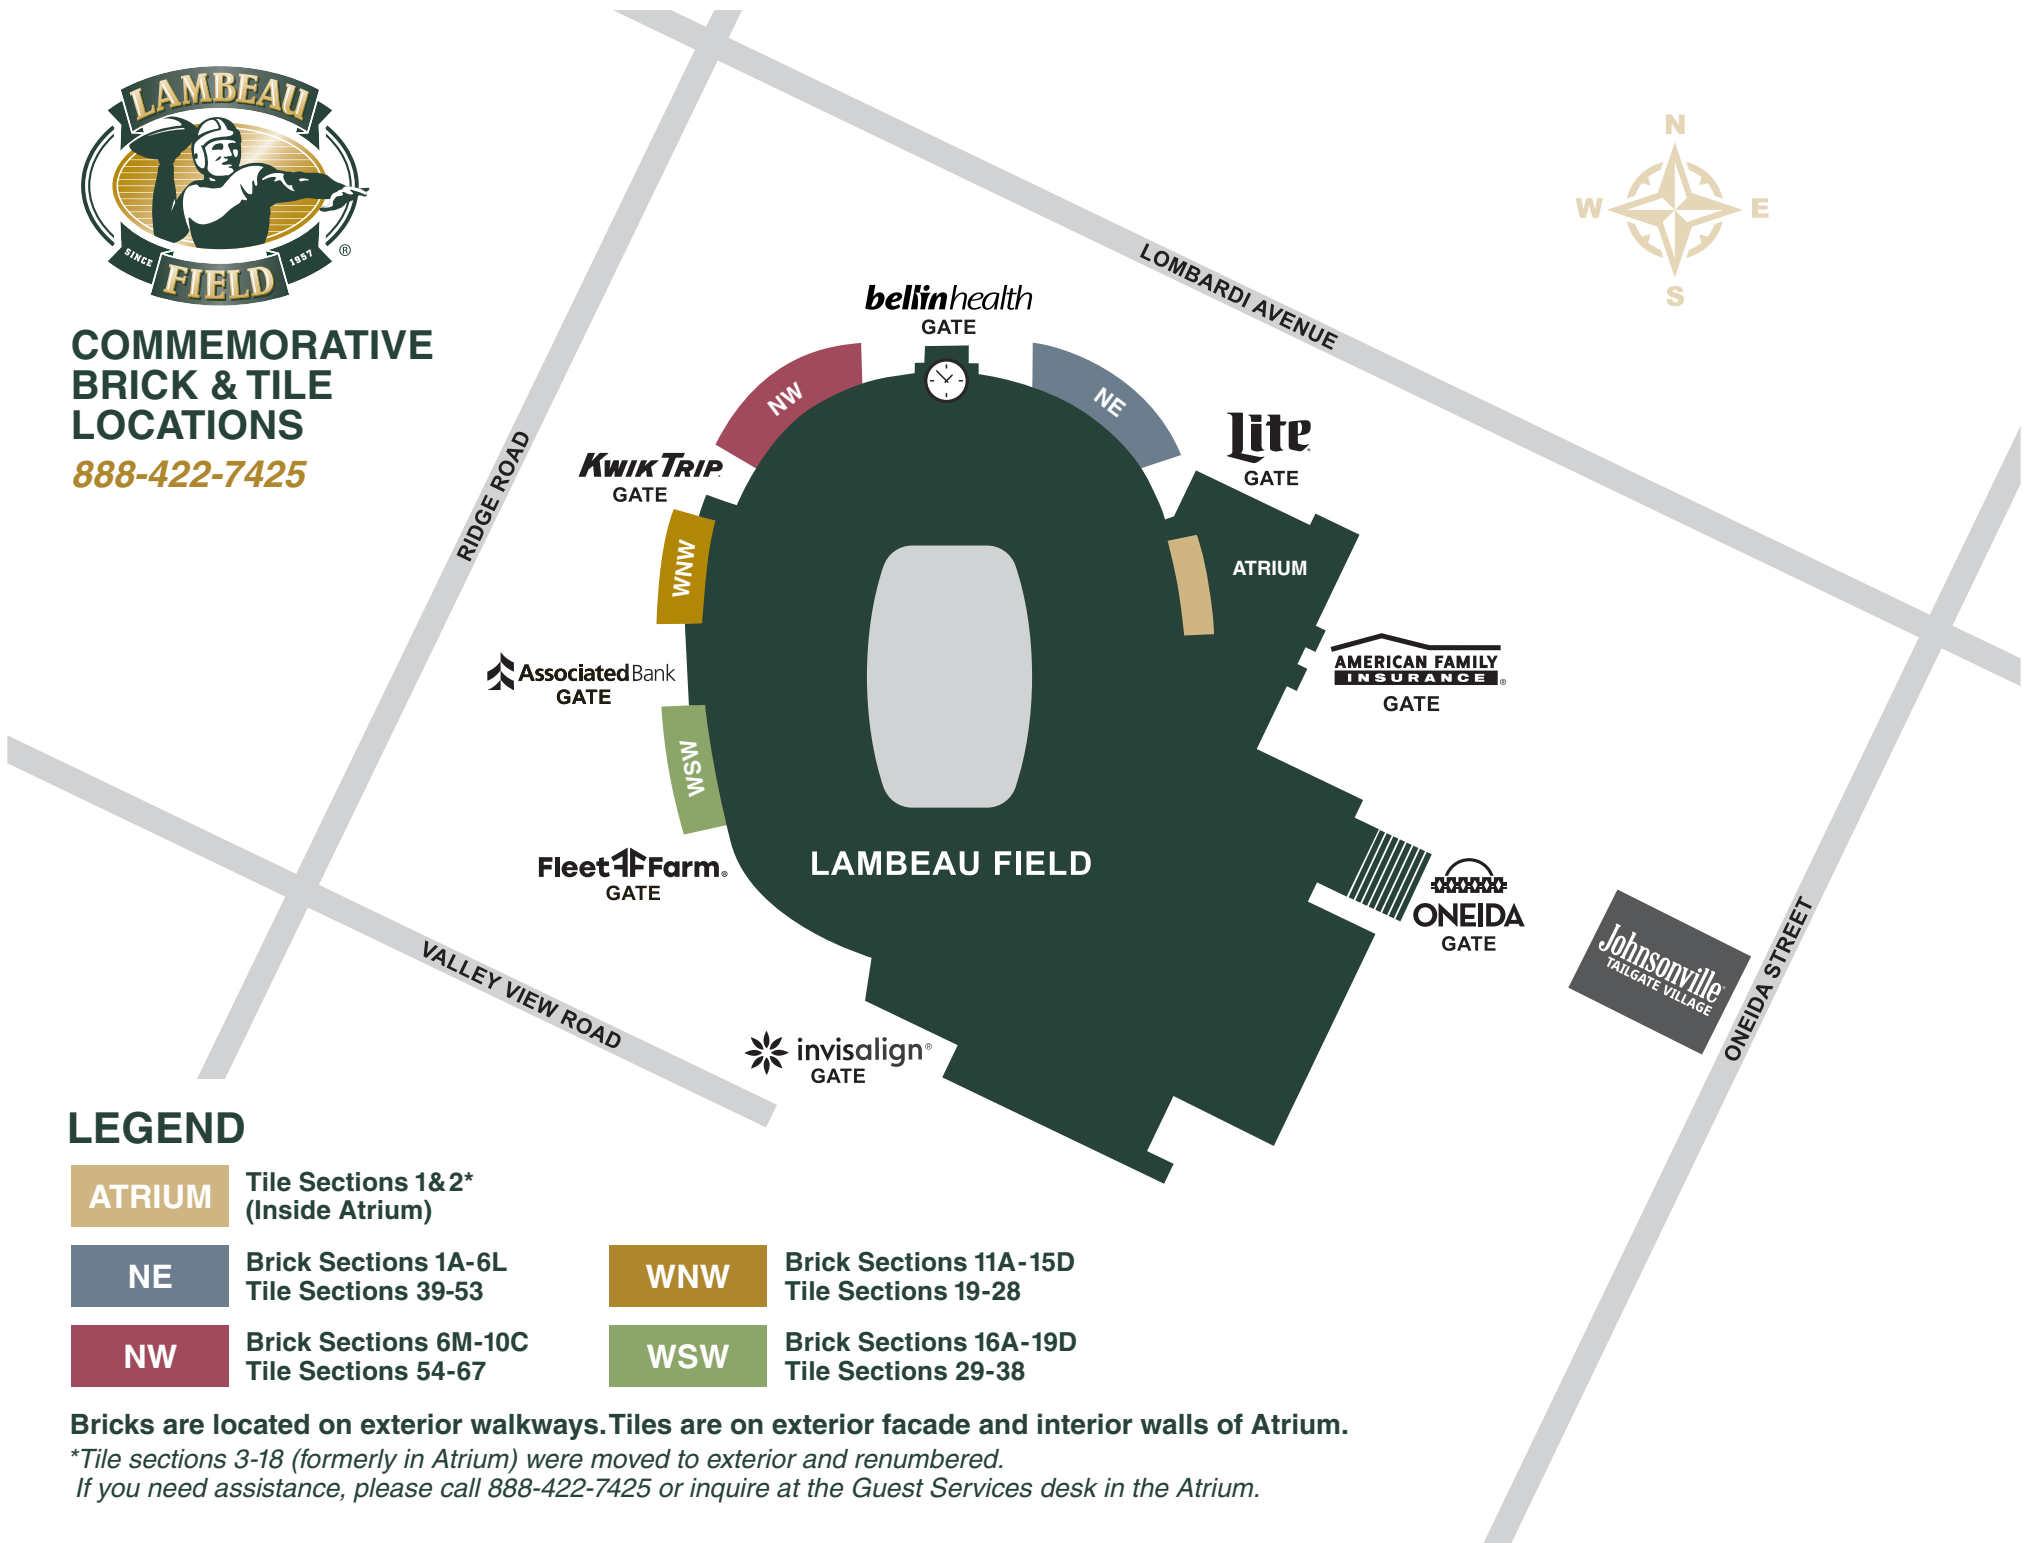 LAMBEAU
SINCE
1957
FIELD
®
COMMEMORATIVE
BRICK & TILE
LOCATIONS
888-422-7425
N
W
E
S
LOMBARDI AVENUE
RIDGE ROAD
bellinhealth
GATE
NW
NE
Lite
GATE
KWIK TRIP
GATE
WNW
ATRIUM
AssociatedBank
GATE
AMERICAN FAMILY
INSURANCE®
GATE
WSW
LAMBEAU FIELD
Fleet Farm®
GATE
ONEIDA
GATE
Johnsonville®
TAILGATE VILLAGE
ONEIDA STREET
VALLEY VIEW ROAD
invisalign®
GATE
LEGEND
ATRIUM
Tile Sections 1&2*
(Inside Atrium)
NE
Brick Sections 1A-6L
Tile Sections 39-53
NW
Brick Sections 6M-10C
Tile Sections 54-67
WNW
Brick Sections 11A-15D
Tile Sections 19-28
WSW
Brick Sections 16A-19D
Tile Sections 29-38
Bricks are located on exterior walkways. Tiles are on exterior facade and interior walls of Atrium.
*Tile sections 3-18 (formerly in Atrium) were moved to exterior and renumbered.
If you need assistance, please call 888-422-7425 or inquire at the Guest Services desk in the Atrium.